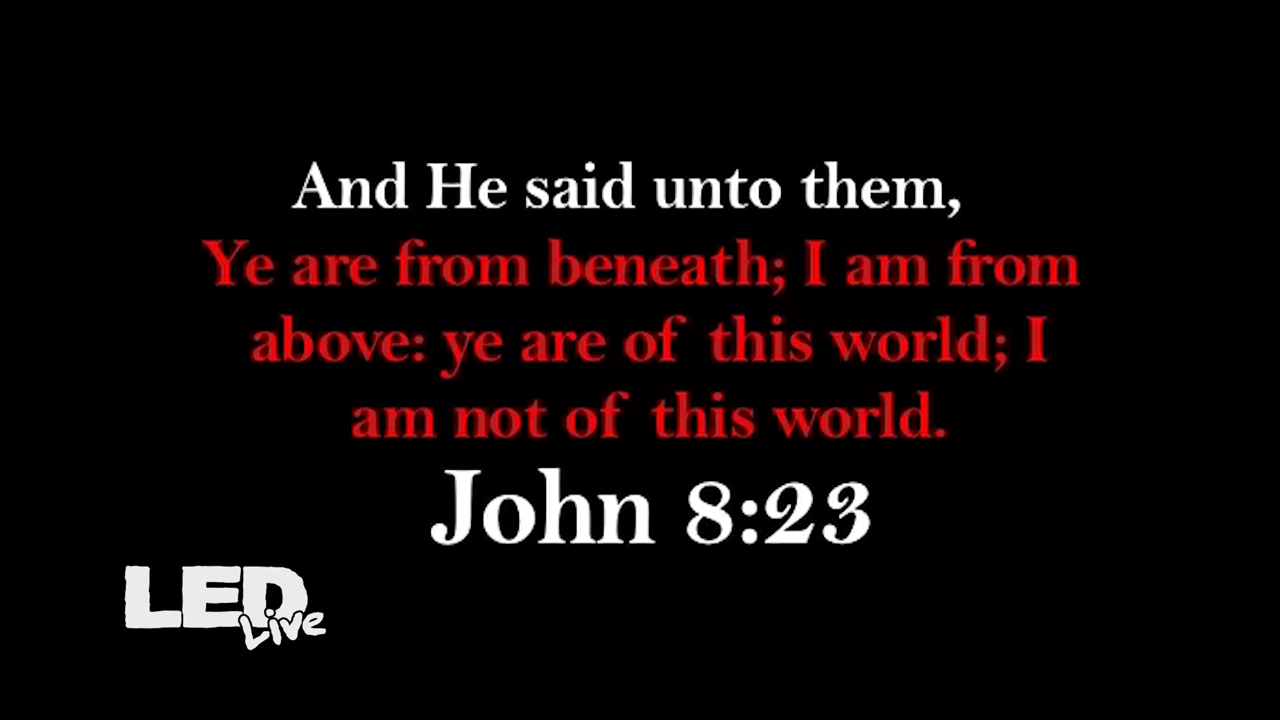 And He said unto them,
Ye are from beneath; I am from
above: ye are of this world; I
am not of this world.
John 8:23
LED
Live